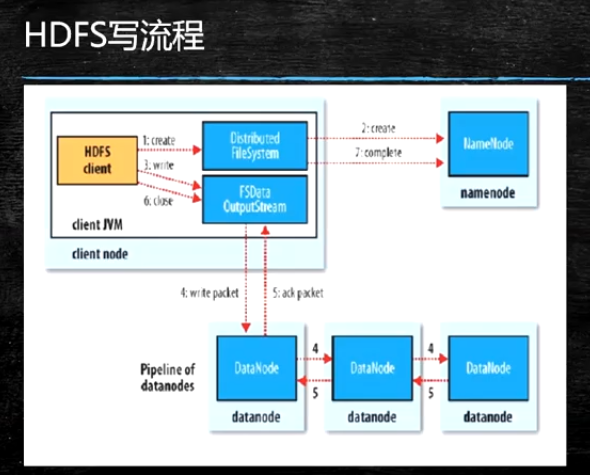 HDFS写流程
HDFS
client
1: create
3: write
6: close
Distributed
FileSystem
FSData
OutputStream
client JVM
client node
2: create
7: complete
NameNode
namenode
4: write packet
5: ack packet
Pipeline of
datanodes
DataNode
datanode
4
5
DataNode
datanode
4
5
DataNode
datanode